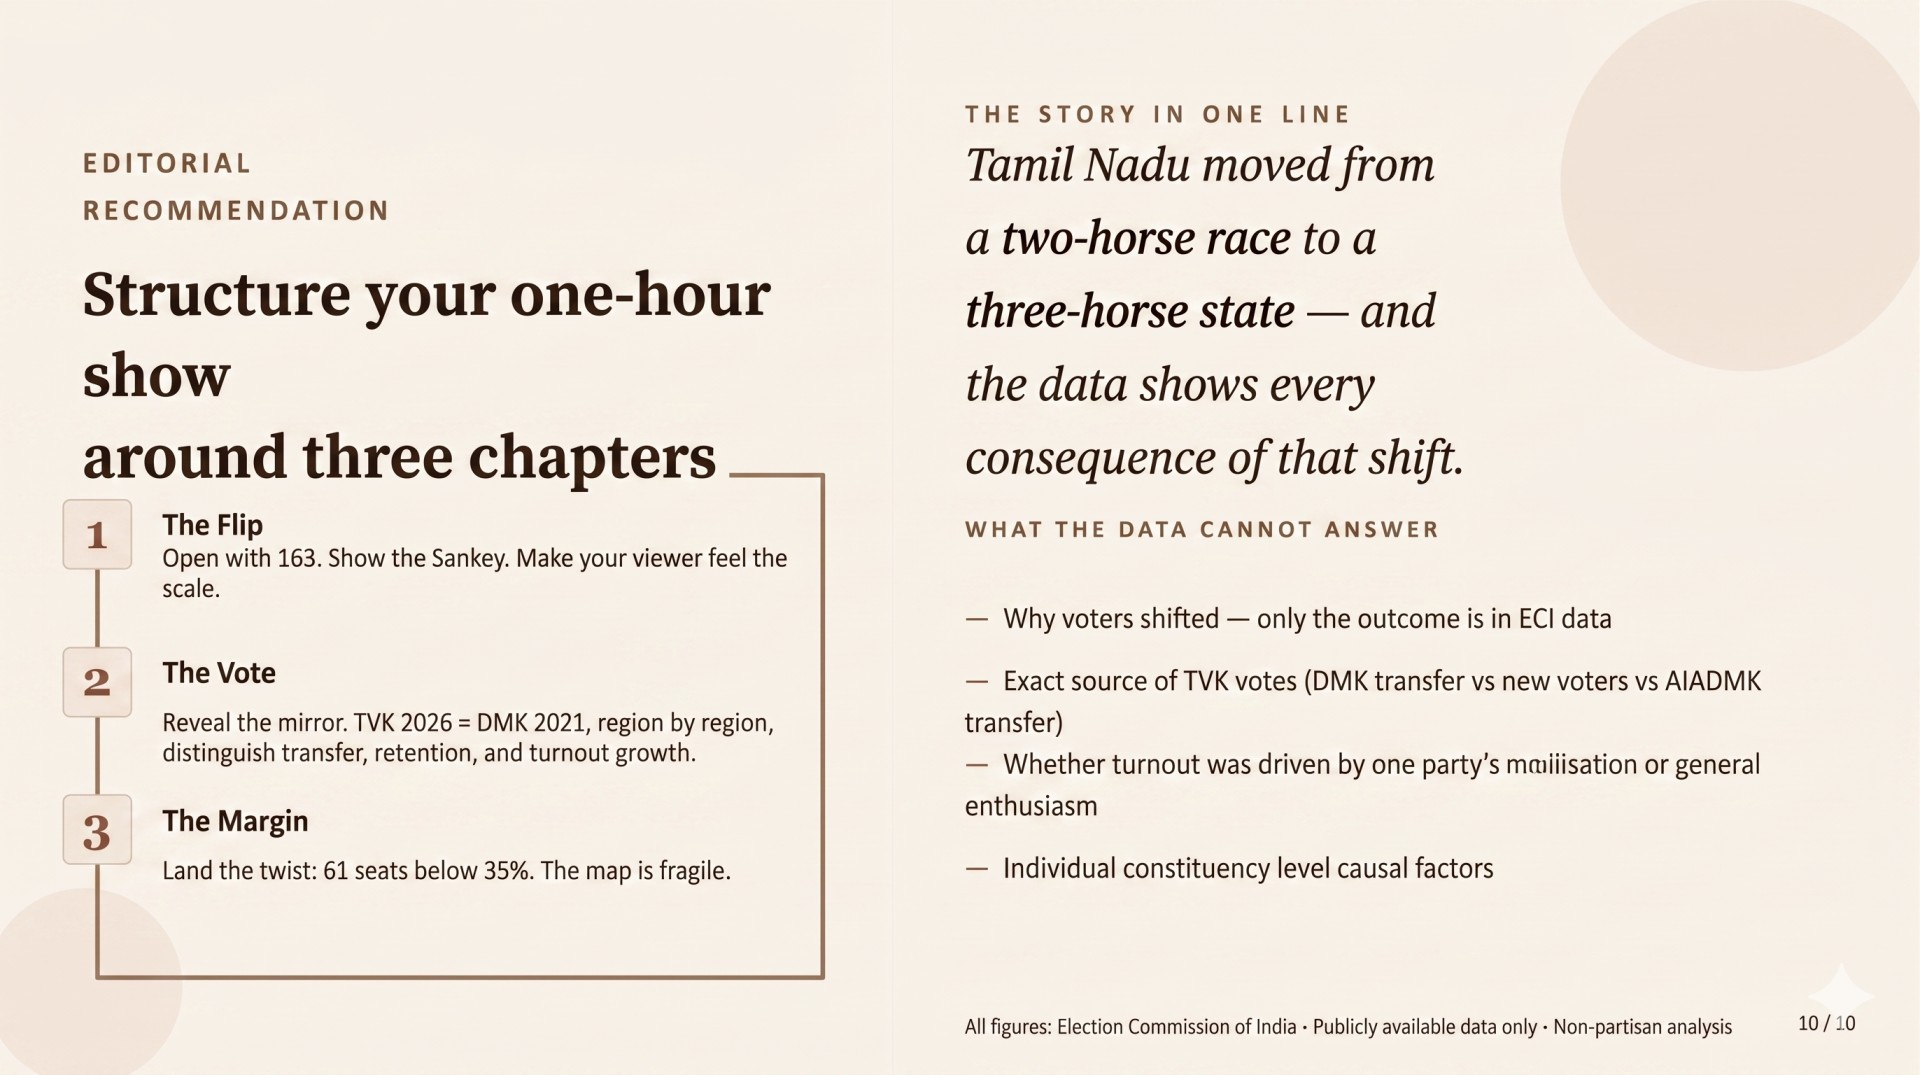 EDITORIAL
RECOMMENDATION
Structure your one-hour
show
around three chapters
1
The Flip
Open with 163. Show the Sankey. Make your viewer feel the
scale.
2
The Vote
Reveal the mirror. TVK 2026 = DMK 2021, region by region,
distinguish transfer, retention, and turnout growth.
3
The Margin
Land the twist: 61 seats below 35%. The map is fragile.
THE STORY IN ONE LINE
Tamil Nadu moved from
a two-horse race to a
three-horse state — and
the data shows every
consequence of that shift.
WHAT THE DATA CANNOT ANSWER
— Why voters shifted — only the outcome is in ECI data
— Exact source of TVK votes (DMK transfer vs new voters vs AIADMK
transfer)
— Whether turnout was driven by one party’s or general
enthusiasm
— Individual constituency level causal factors
All figures: Election Commission of India • Publicly available data only • Non-partisan analysis
10 / 10